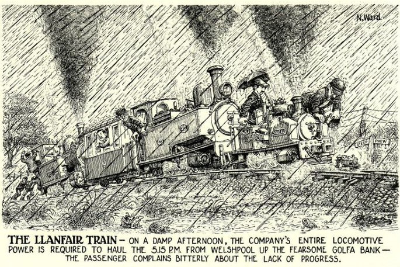 N. Ward.
THE LLANFAIR TRAIN — ON A DAMP AFTERNOON, THE COMPANY'S ENTIRE LOCOMOTIVE
POWER IS REQUIRED TO HAUL THE 5.15 P.M. FROM WELSHPOOL UP THE FEARSOME GOLFA BANK —
THE PASSENGER COMPLAINS BITTERLY ABOUT THE LACK OF PROGRESS.